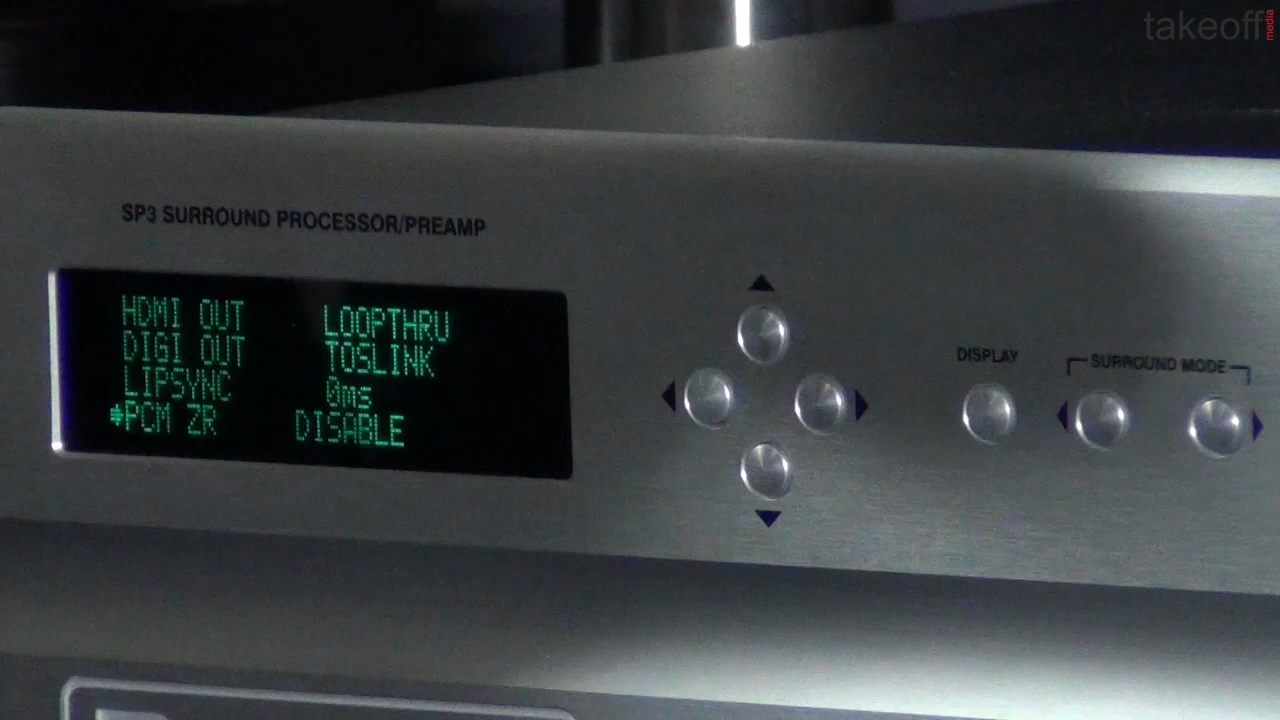 takeoff media
SP3 SURROUND PROCESSOR/PREAMP
HDMI OUT LOOPTHRU
DIGI OUT TOSLINK
LIPSYNC 0ms
PCM ZR DISABLE
DISPLAY
SURROUND MODE